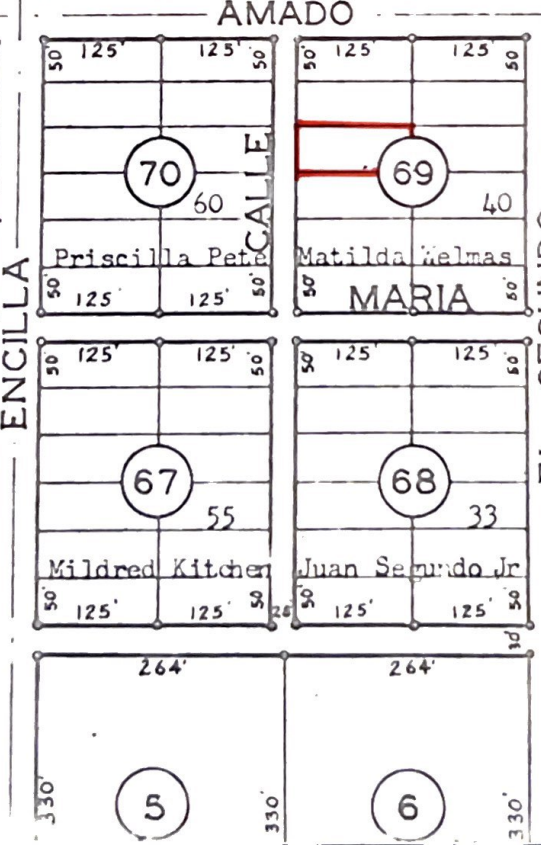 AMADO
125' 125' 125' 125'
50' 50' 50' 50'
CALLE
70 69
60 40
Priscilla Pete Matilda Welmas
ENCILLA
50' 50' 50' 50'
125' 125' MARIA
125' 125' 125' 125'
50' 50' 50' 50'
67 68
55 33
Mildred Kitchen Juan Segundo Jr
50' 50' 50' 50'
125' 125' 125' 125'
30'
264' 264'
330' 5 330' 6 330'